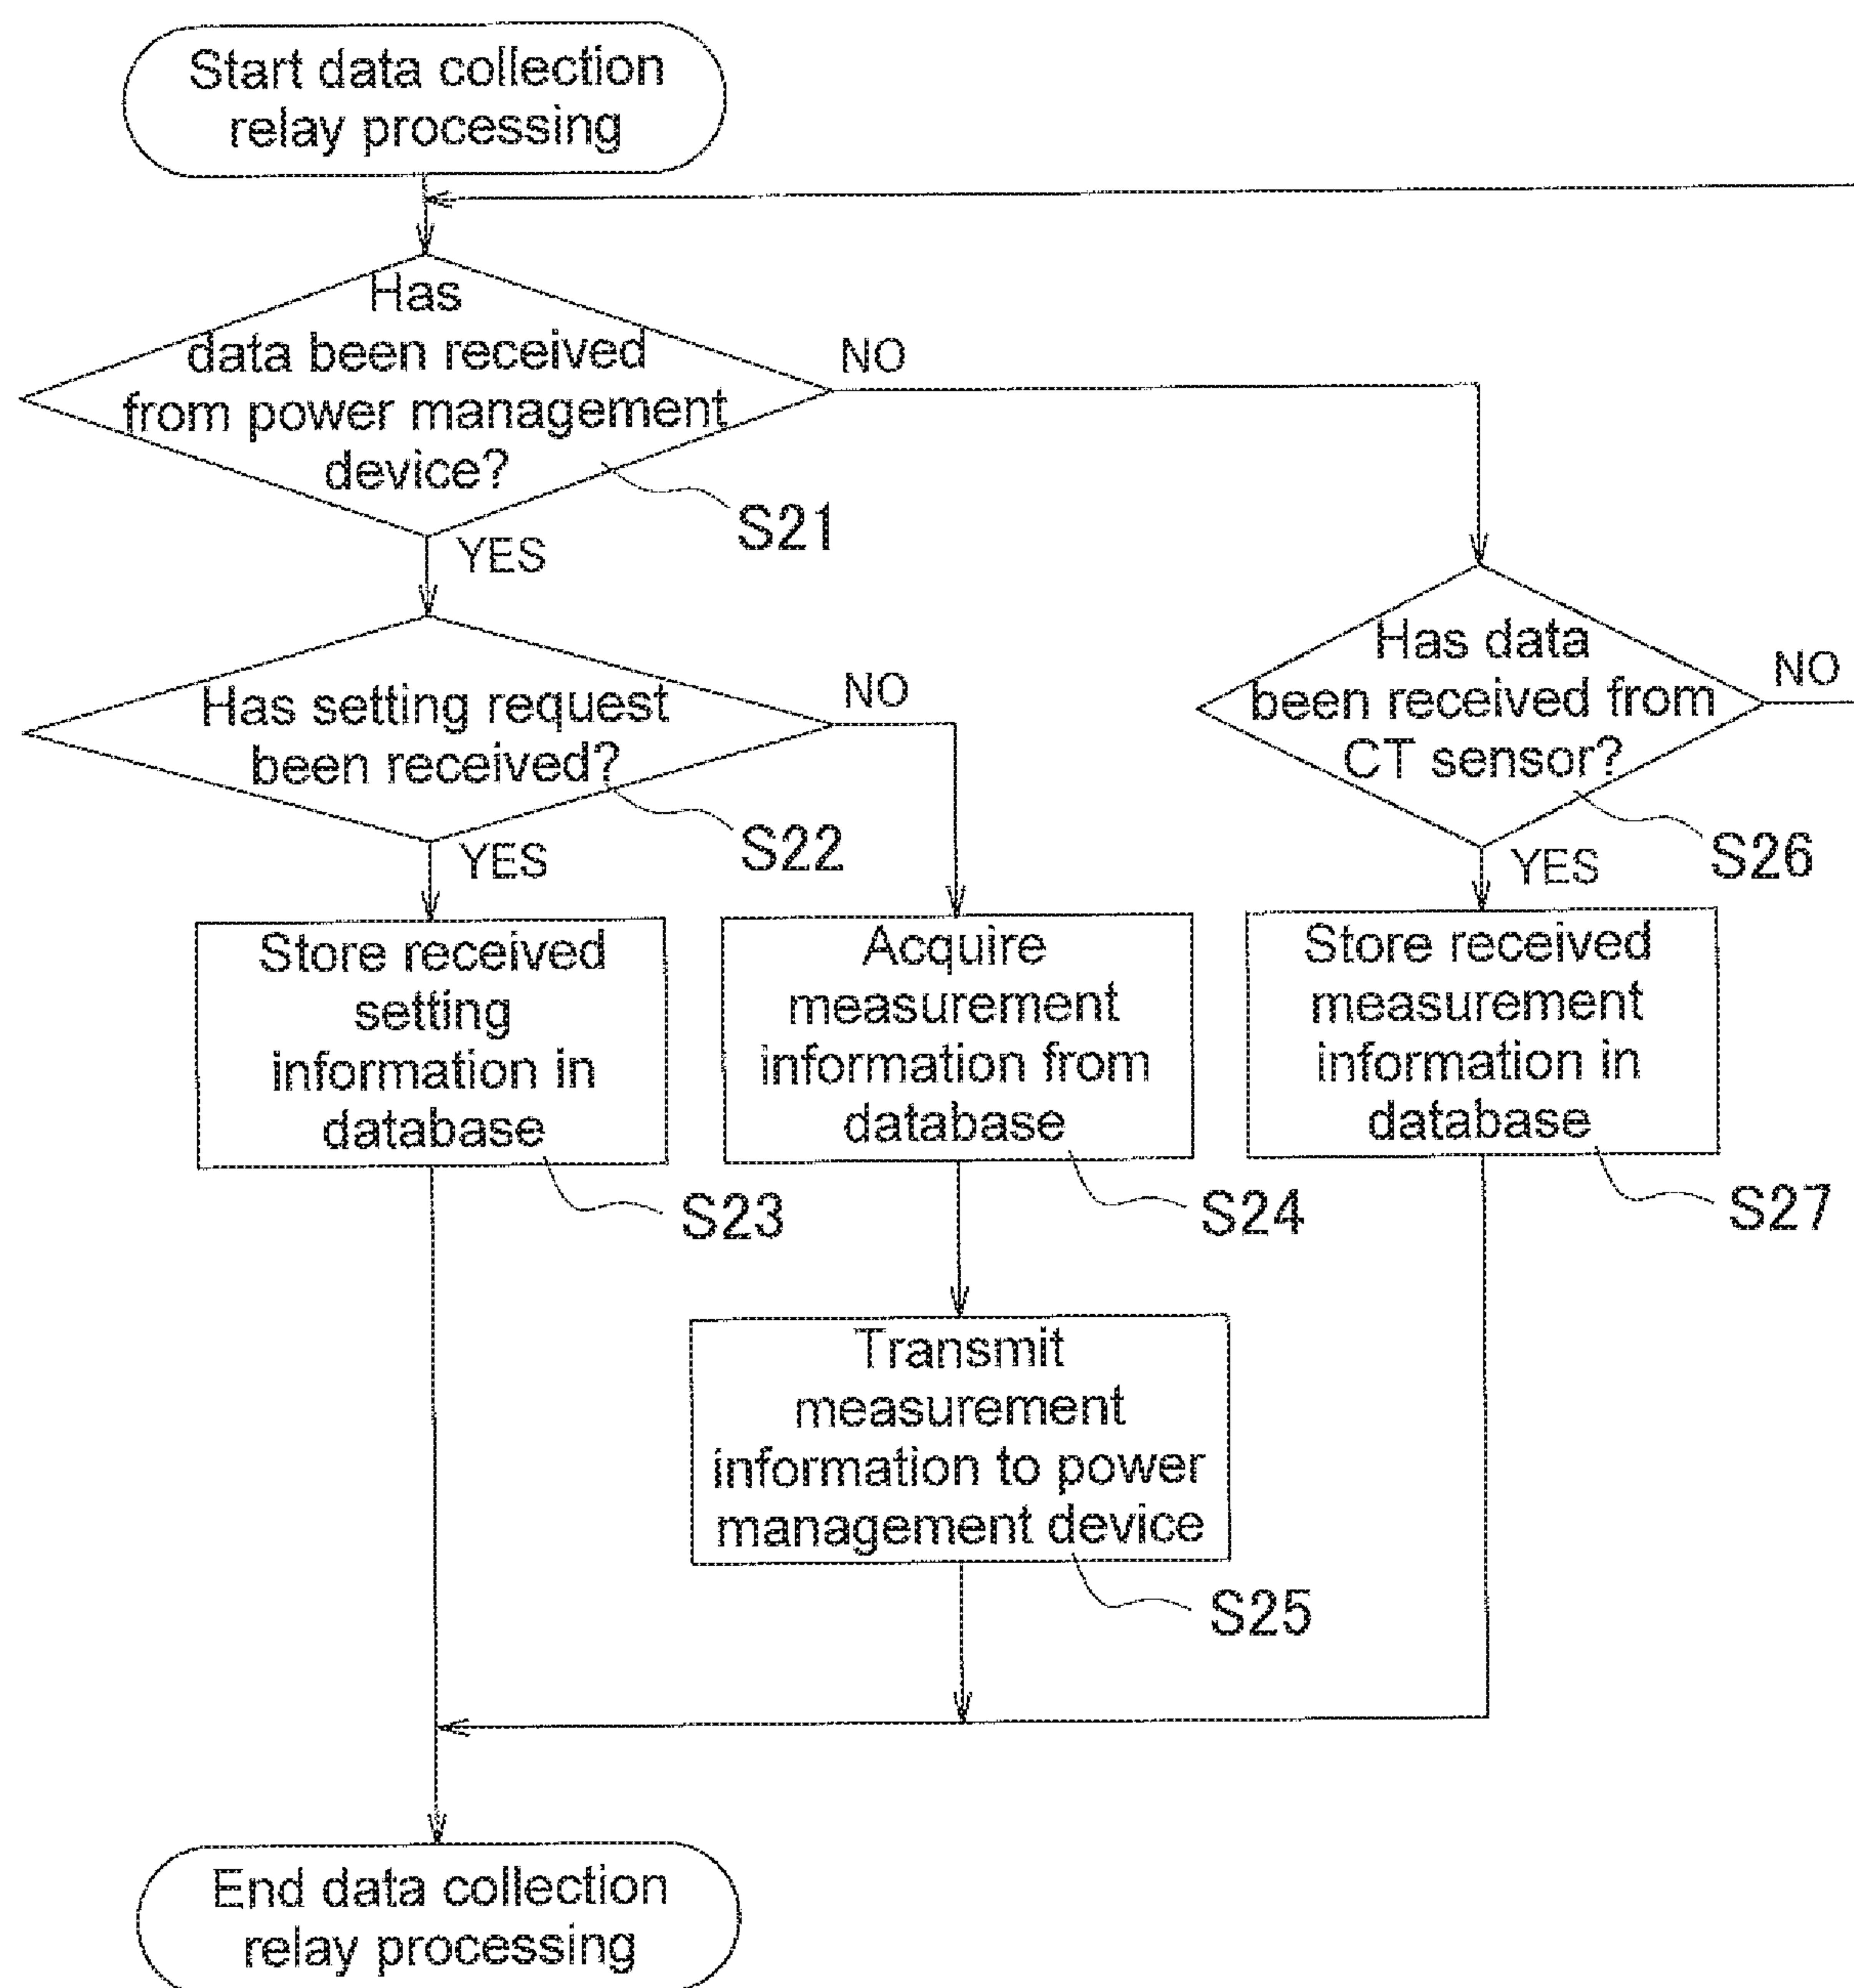 Start data collection
relay processing
Has
data been received
from power management
device?
NO
S21
YES
Has setting request
been received?
NO
S22
YES
Has data
been received from
CT sensor?
NO
S26
YES
Store received
setting
information in
database
S23
Acquire
measurement
information from
database
S24
Store received
measurement
information in
database
S27
Transmit
measurement
information to power
management device
S25
End data collection
relay processing